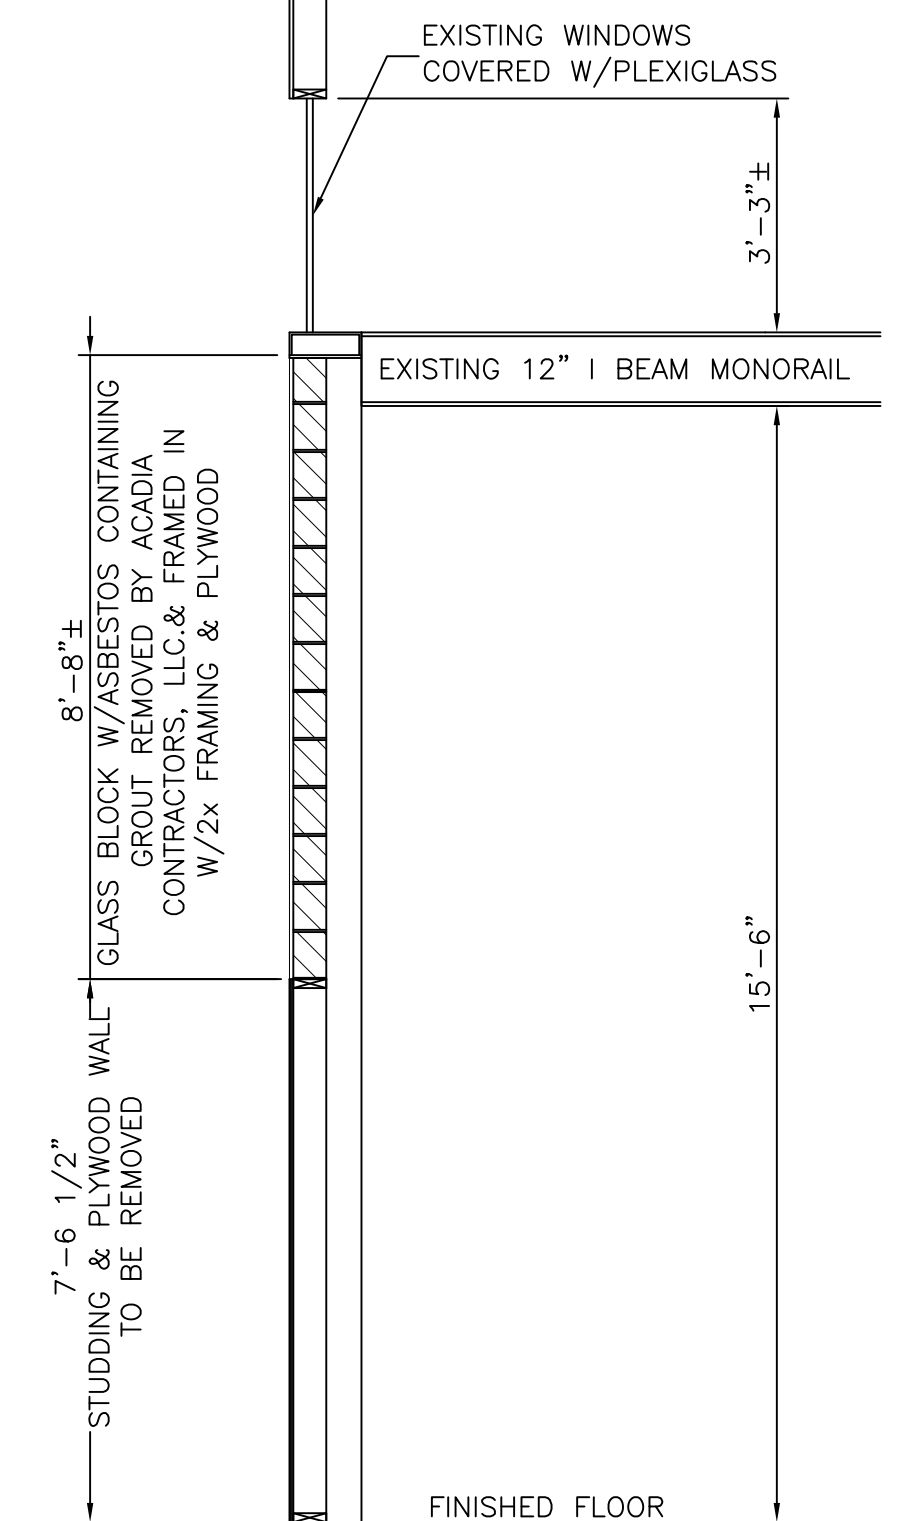 EXISTING WINDOWS
COVERED W/PLEXIGLASS
3'-3"±
EXISTING 12" I BEAM MONORAIL
8'-8"±
GLASS BLOCK W/ASBESTOS CONTAINING
GROUT REMOVED BY ACADIA
CONTRACTORS, LLC.& FRAMED IN
W/2x FRAMING & PLYWOOD
15'-6"
7'-6 1/2"
STUDDING & PLYWOOD WALL
TO BE REMOVED
FINISHED FLOOR